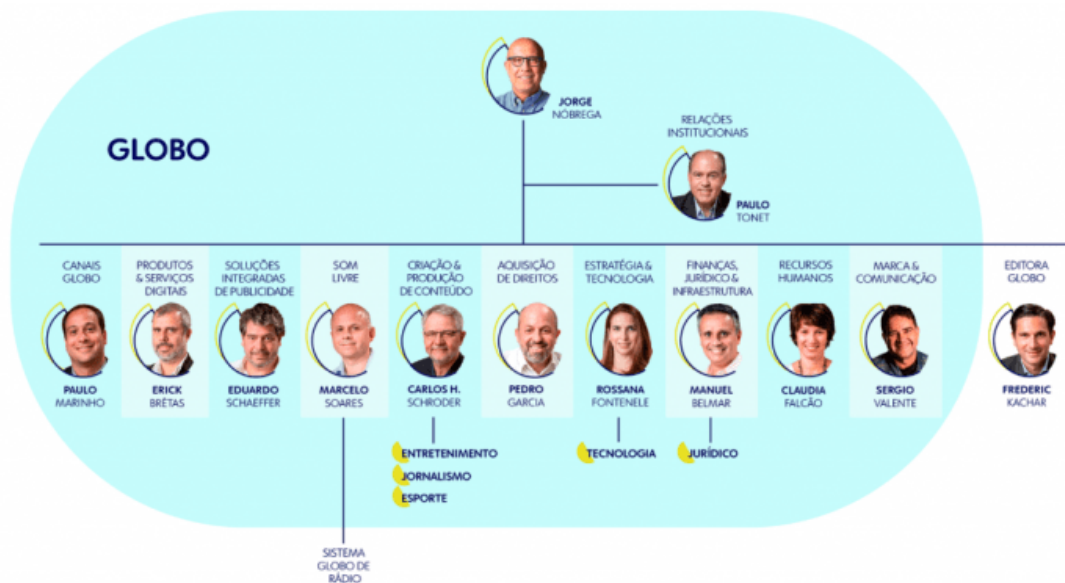 JORGE
NÓBREGA
RELAÇÕES
INSTITUCIONAIS
GLOBO
PAULO
TONET
CANAIS
GLOBO
PAULO
MARINHO
PRODUTOS
& SERVIÇOS
DIGITAIS
ERICK
BRÊTAS
SOLUÇÕES
INTEGRADAS
DE PUBLICIDADE
EDUARDO
SCHAEFFER
SOM
LIVRE
MARCELO
SOARES
CRIAÇÃO &
PRODUÇÃO
DE CONTEÚDO
CARLOS H.
SCHRODER
AQUISIÇÃO
DE DIREITOS
PEDRO
GARCIA
ESTRATÉGIA &
TECNOLOGIA
ROSSANA
FONTENELE
FINANÇAS,
JURÍDICO &
INFRAESTRUTURA
MANUEL
BELMAR
RECURSOS
HUMANOS
CLAUDIA
FALCÃO
MARCA &
COMUNICAÇÃO
SERGIO
VALENTE
EDITORA
GLOBO
FREDERIC
KACHAR
ENTRETENIMENTO
JORNALISMO
ESPORTE
TECNOLOGIA
JURÍDICO
SISTEMA
GLOBO DE
RÁDIO